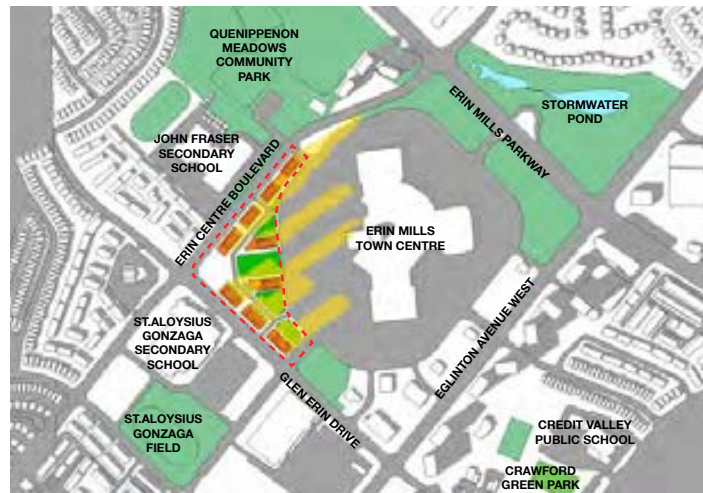 QUENIPPENON
MEADOWS
COMMUNITY
PARK
ERIN MILLS PARKWAY
STORMWATER
POND
JOHN FRASER
SECONDARY
SCHOOL
ERIN CENTRE BOULEVARD
ERIN MILLS
TOWN CENTRE
EGLINTON AVENUE WEST
ST.ALOYSIUS
GONZAGA
SECONDARY
SCHOOL
GLEN ERIN DRIVE
ST.ALOYSIUS
GONZAGA
FIELD
CREDIT VALLEY
PUBLIC SCHOOL
CRAWFORD
GREEN PARK